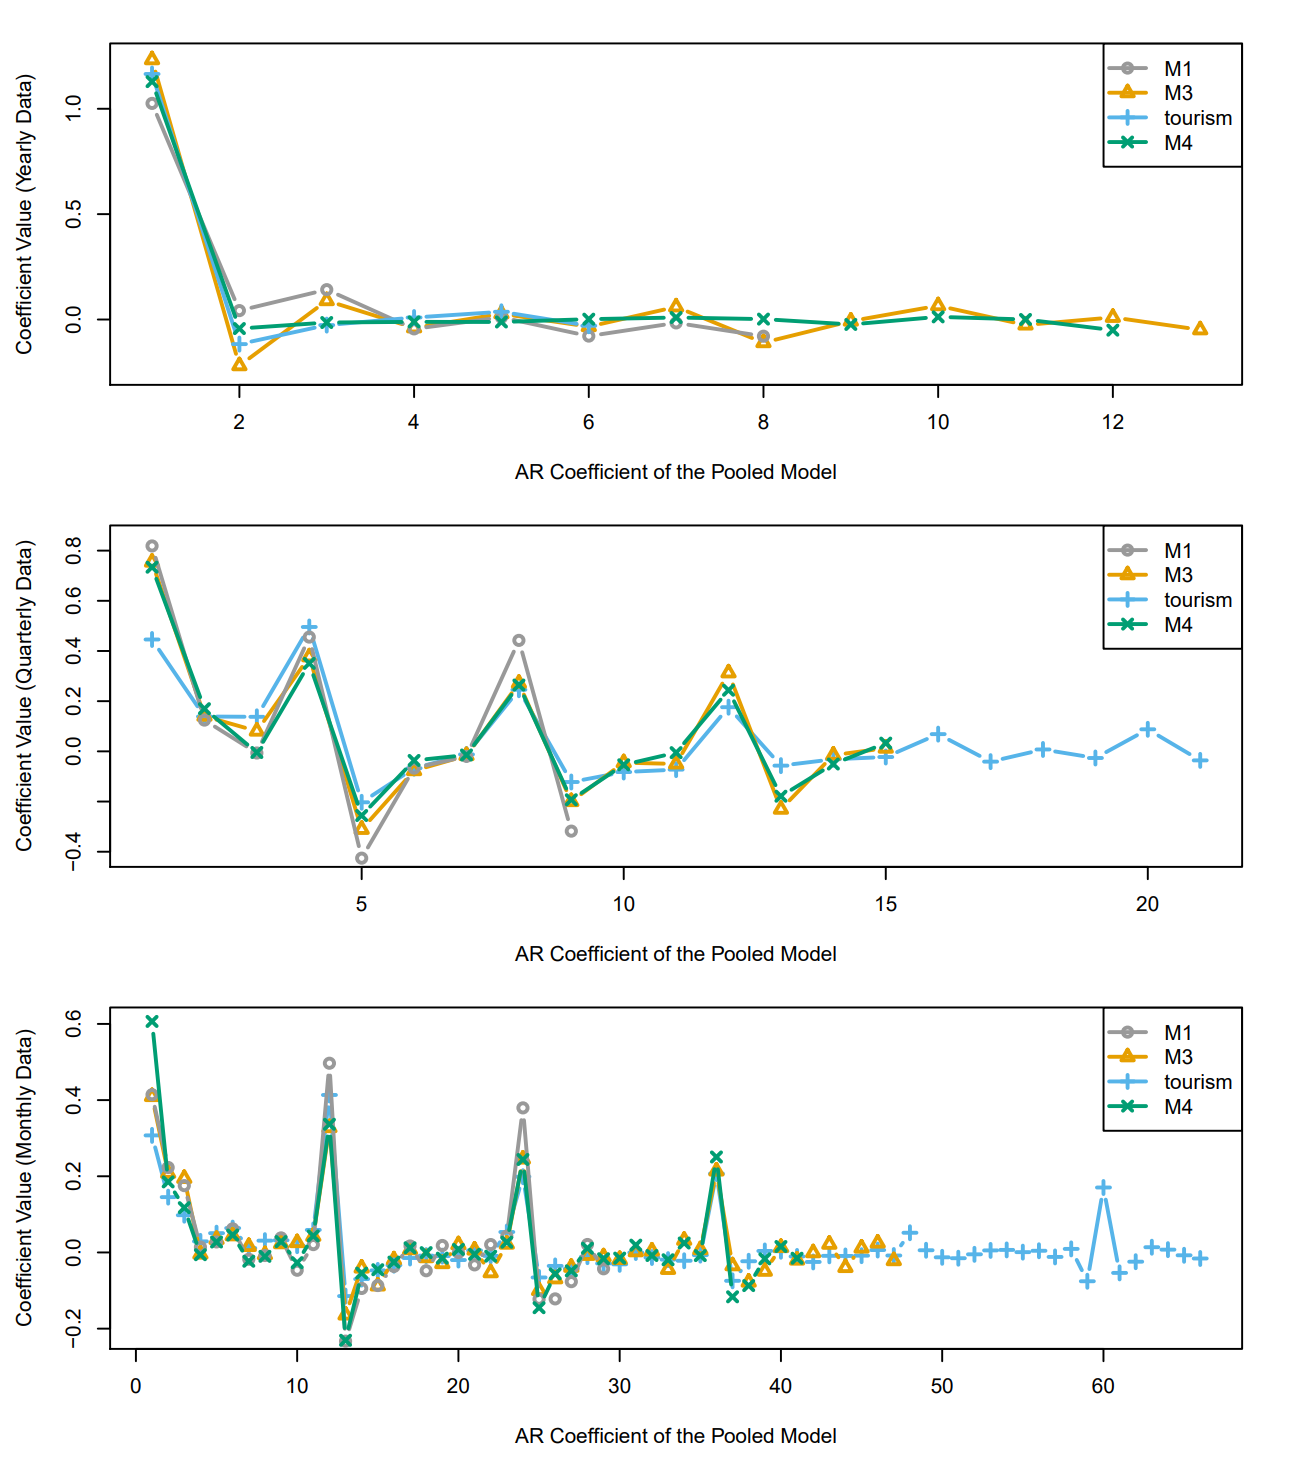 Coefficient Value (Yearly Data)
1.0
0.5
0.0
M1
M3
tourism
M4
2 4 6 8 10 12
AR Coefficient of the Pooled Model
Coefficient Value (Quarterly Data)
0.8
0.6
0.4
0.2
0.0
−0.4
M1
M3
tourism
M4
5 10 15 20
AR Coefficient of the Pooled Model
Coefficient Value (Monthly Data)
0.6
0.4
0.2
0.0
−0.2
M1
M3
tourism
M4
0 10 20 30 40 50 60
AR Coefficient of the Pooled Model